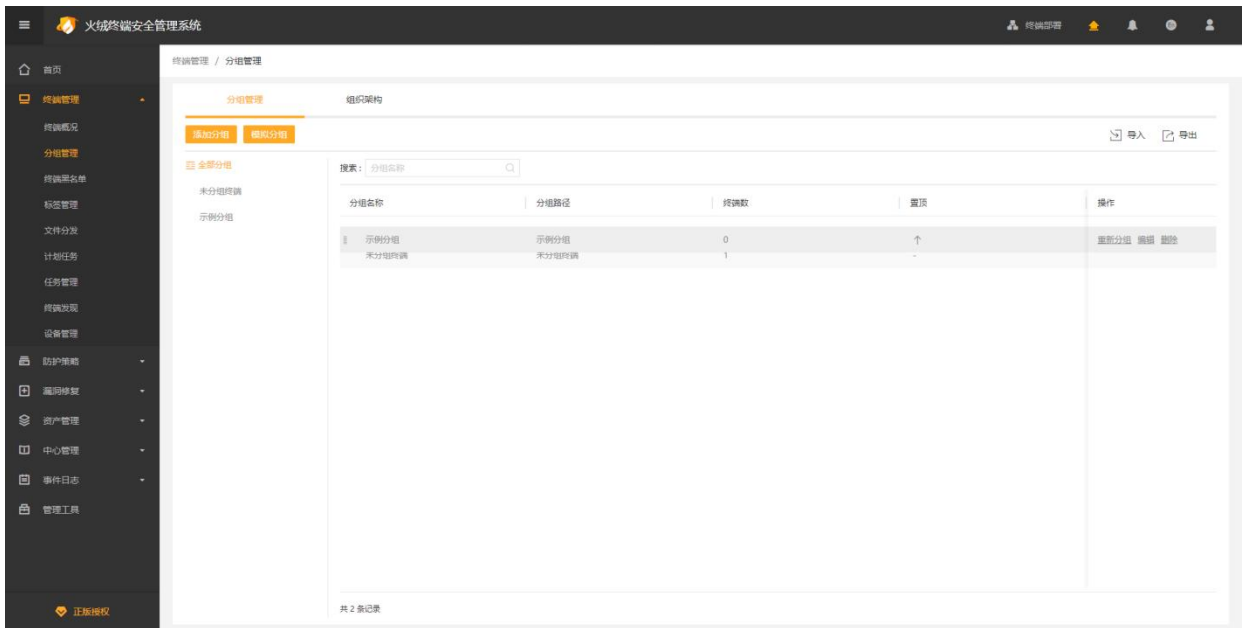 火绒终端安全管理系统
终端部署
首页
终端管理
终端概况
分组管理
终端黑名单
标签管理
文件分发
计划任务
任务管理
终端发现
设备管理
防护策略
漏洞修复
资产管理
中心管理
事件日志
管理工具
正版授权
终端管理 / 分组管理
分组管理 组织架构
添加分组 模拟分组 导入 导出
全部分组
未分组终端
示例分组
搜索： 分组名称
分组名称 分组路径 终端数 置顶 操作
示例分组 示例分组 0 ↑ 重新分组 编辑 删除
未分组终端 未分组终端 1 -
共 2 条记录